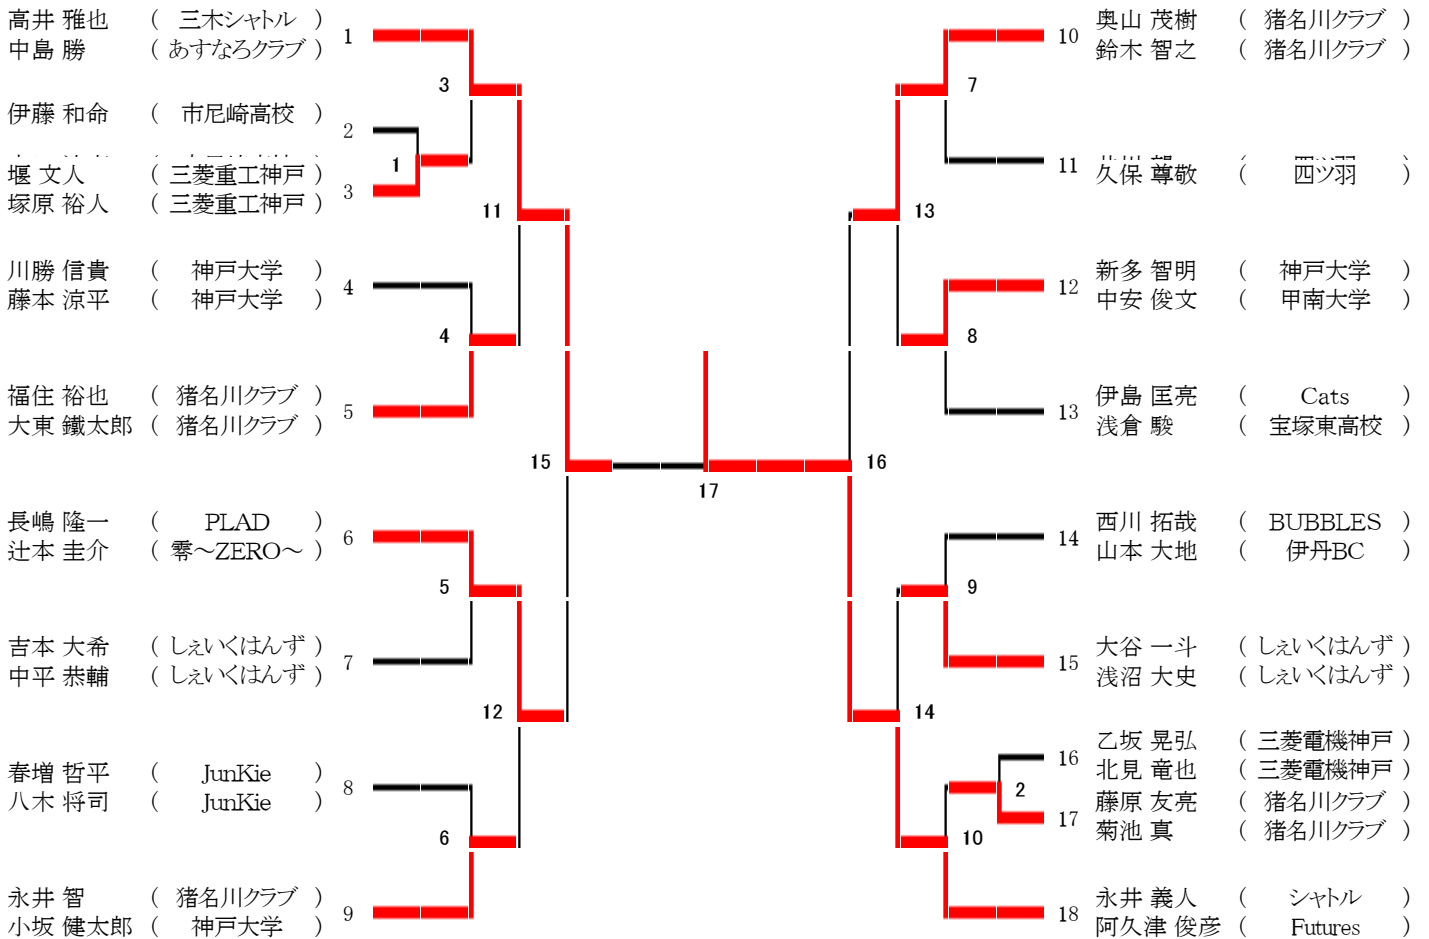 高井 雅也 ( 三木シャトル ) 1
中島 勝 ( あすなろクラブ )
3
伊藤 和命 ( 市尼崎高校 ) 2
1
堰 文人 ( 三菱重工神戸 ) 3
塚原 裕人 ( 三菱重工神戸 )
11
川勝 信貴 ( 神戸大学 ) 4
藤本 涼平 ( 神戸大学 )
4
福住 裕也 ( 猪名川クラブ ) 5
大東 鐵太郎 ( 猪名川クラブ )
15
長嶋 隆一 ( PLAD ) 6
辻本 圭介 ( 零~ZERO~ )
5
吉本 大希 ( しぇいくはんず ) 7
中平 恭輔 ( しぇいくはんず )
12
春増 哲平 ( JunKie ) 8
八木 将司 ( JunKie )
6
永井 智 ( 猪名川クラブ ) 9
小坂 健太郎 ( 神戸大学 )
17
10 奥山 茂樹 ( 猪名川クラブ )
鈴木 智之 ( 猪名川クラブ )
7
11 久保 尊敬 ( 四ツ羽 )
13
12 新多 智明 ( 神戸大学 )
中安 俊文 ( 甲南大学 )
8
13 伊島 匡亮 ( Cats )
浅倉 駿 ( 宝塚東高校 )
16
14 西川 拓哉 ( BUBBLES )
山本 大地 ( 伊丹BC )
9
15 大谷 一斗 ( しぇいくはんず )
浅沼 大史 ( しぇいくはんず )
14
16 乙坂 晃弘 ( 三菱電機神戸 )
北見 竜也 ( 三菱電機神戸 )
2
17 藤原 友亮 ( 猪名川クラブ )
菊池 真 ( 猪名川クラブ )
10
18 永井 義人 ( シャトル )
阿久津 俊彦 ( Futures )